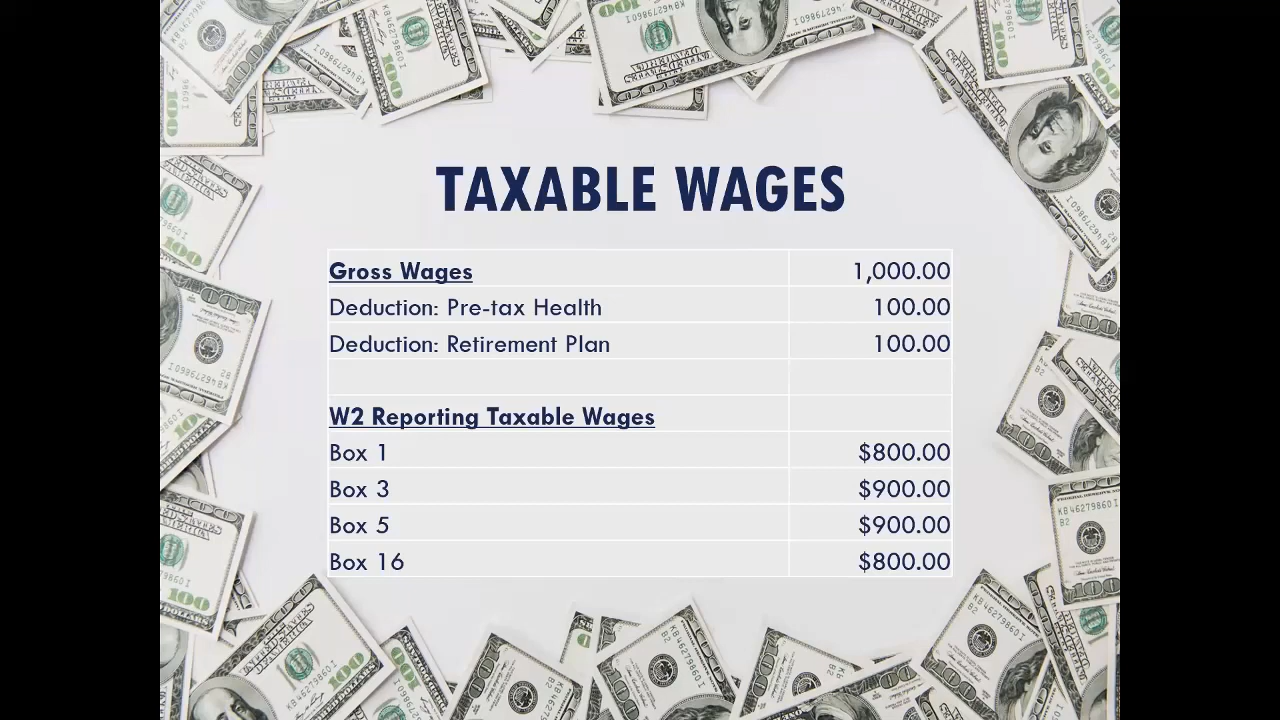 TAXABLE WAGES
Gross Wages 1,000.00
Deduction: Pre-tax Health 100.00
Deduction: Retirement Plan 100.00
W2 Reporting Taxable Wages
Box 1 $800.00
Box 3 $900.00
Box 5 $900.00
Box 16 $800.00